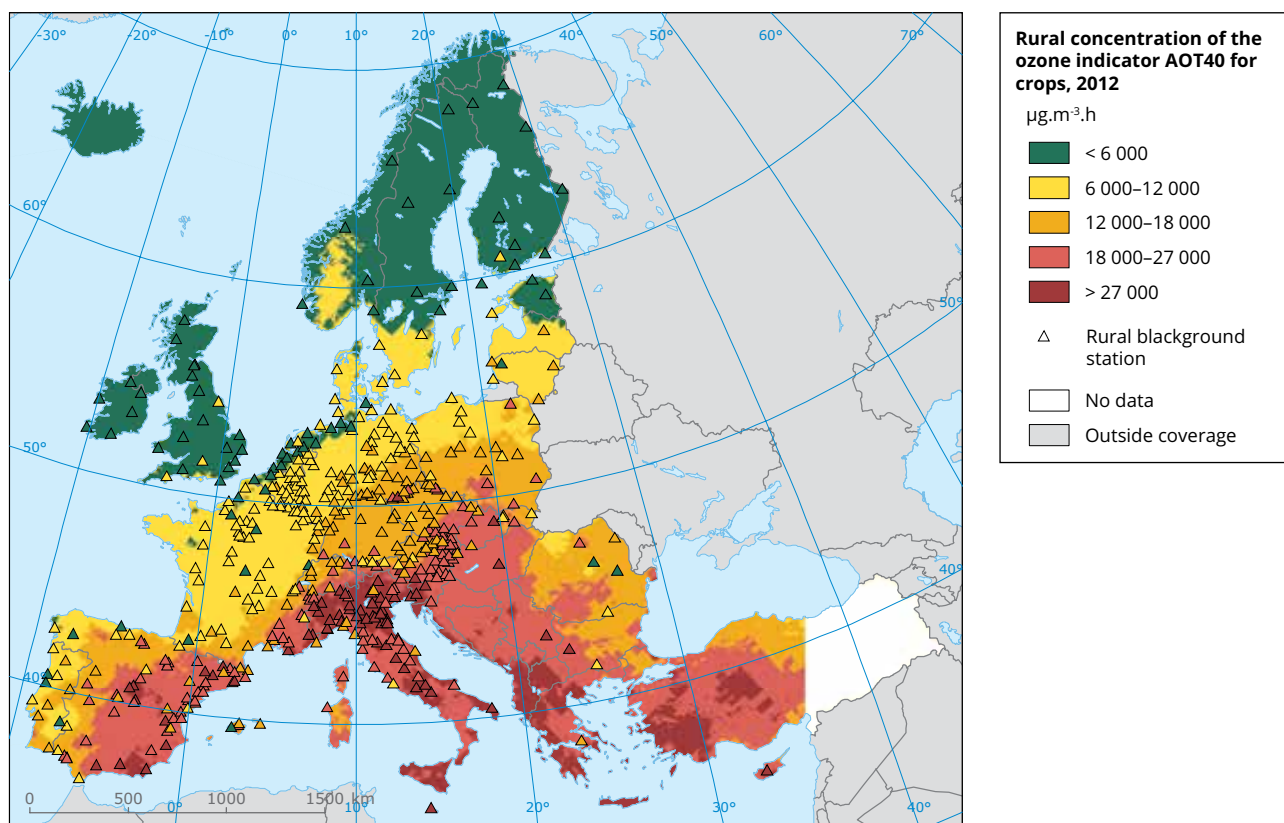 -30° -20° -10° 0° 10° 20° 30° 40° 50° 60° 70°
60°
50°
50°
40°
40°
0 500 1000 1500 km
0° 10° 20° 30° 40°
Rural concentration of the
ozone indicator AOT40 for
crops, 2012
µg.m⁻³.h
< 6 000
6 000–12 000
12 000–18 000
18 000–27 000
> 27 000
Rural blackground
station
No data
Outside coverage